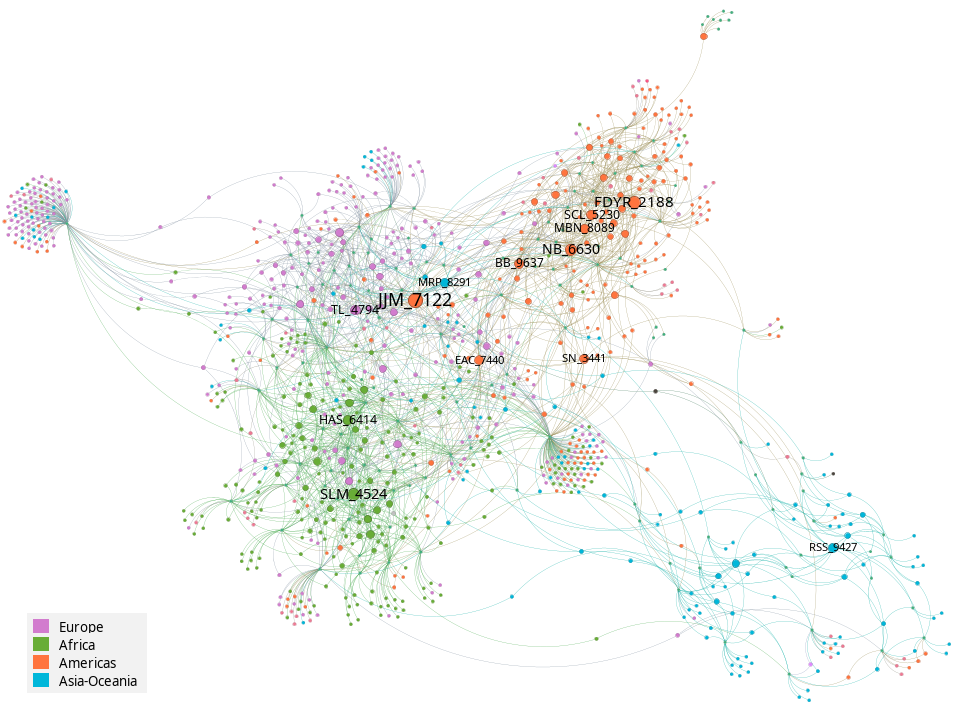 FDYR_2188
SCL_5230
MBN_8089
NB_6630
BB_9637
MRP_8291
JJM_7122
TL_4794
EAC_7440
SN_3441
HAS_6414
SLM_4524
RSS_9427
Europe
Africa
Americas
Asia-Oceania